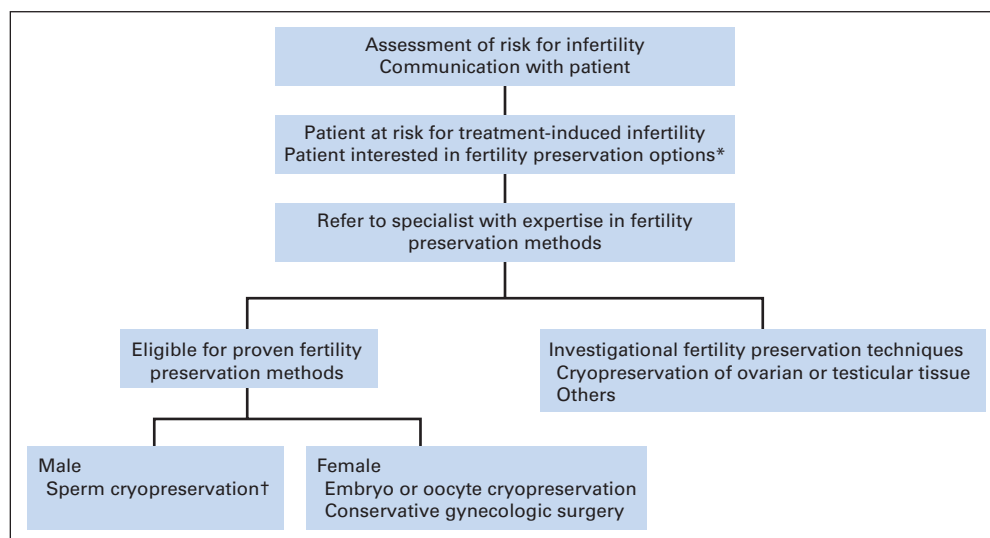 Assessment of risk for infertility
Communication with patient
Patient at risk for treatment-induced infertility
Patient interested in fertility preservation options*
Refer to specialist with expertise in fertility
preservation methods
Eligible for proven fertility
preservation methods
Investigational fertility preservation techniques
Cryopreservation of ovarian or testicular tissue
Others
Male
Sperm cryopreservation†
Female
Embryo or oocyte cryopreservation
Conservative gynecologic surgery